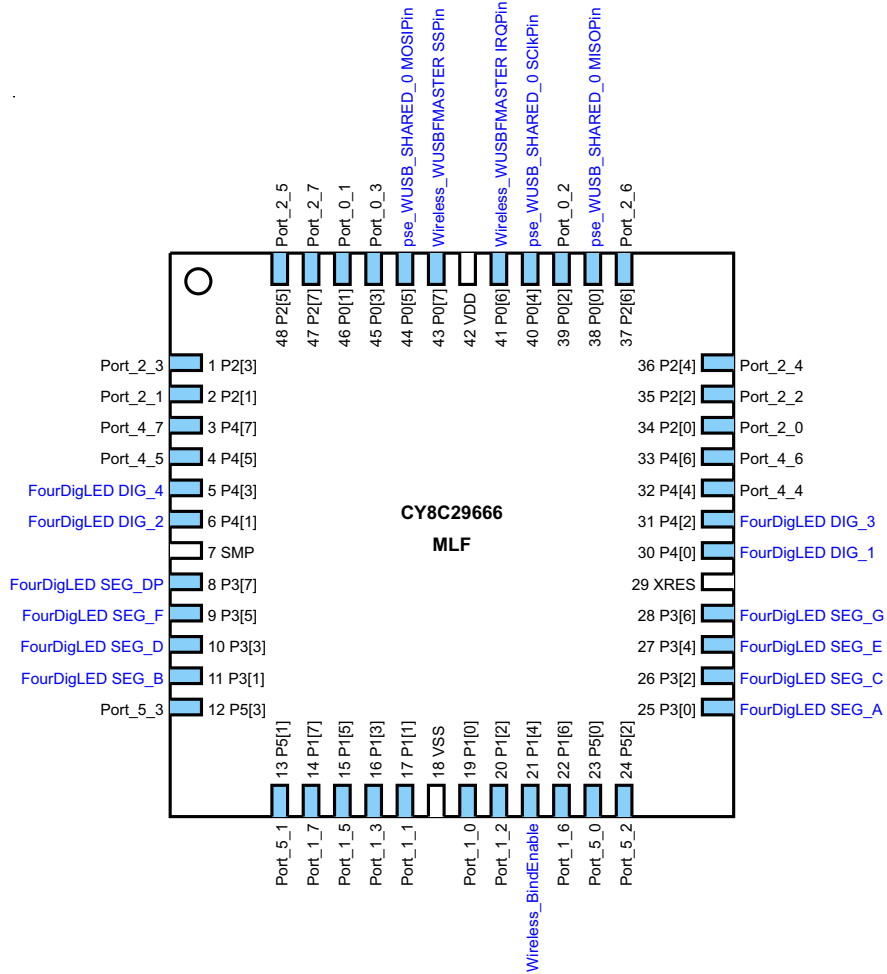 pse_WUSB_SHARED_0 MOSIPin
Wireless_WUSBFMASTER SSPin
Wireless_WUSBFMASTER IRQPin
pse_WUSB_SHARED_0 SClkPin
pse_WUSB_SHARED_0 MISOPin
Port_2_5
Port_2_7
Port_0_1
Port_0_3
Port_0_2
Port_2_6
48 P2[5]
47 P2[7]
46 P0[1]
45 P0[3]
44 P0[5]
43 P0[7]
42 VDD
41 P0[6]
40 P0[4]
39 P0[2]
38 P0[0]
37 P2[6]
Port_2_3 1 P2[3]
Port_2_1 2 P2[1]
Port_4_7 3 P4[7]
Port_4_5 4 P4[5]
FourDigLED DIG_4 5 P4[3]
FourDigLED DIG_2 6 P4[1]
7 SMP
FourDigLED SEG_DP 8 P3[7]
FourDigLED SEG_F 9 P3[5]
FourDigLED SEG_D 10 P3[3]
FourDigLED SEG_B 11 P3[1]
Port_5_3 12 P5[3]
CY8C29666
MLF
36 P2[4] Port_2_4
35 P2[2] Port_2_2
34 P2[0] Port_2_0
33 P4[6] Port_4_6
32 P4[4] Port_4_4
31 P4[2] FourDigLED DIG_3
30 P4[0] FourDigLED DIG_1
29 XRES
28 P3[6] FourDigLED SEG_G
27 P3[4] FourDigLED SEG_E
26 P3[2] FourDigLED SEG_C
25 P3[0] FourDigLED SEG_A
13 P5[1]
14 P1[7]
15 P1[5]
16 P1[3]
17 P1[1]
18 VSS
19 P1[0]
20 P1[2]
21 P1[4]
22 P1[6]
23 P5[0]
24 P5[2]
Port_5_1
Port_1_7
Port_1_5
Port_1_3
Port_1_1
Port_1_0
Port_1_2
Wireless_BindEnable
Port_1_6
Port_5_0
Port_5_2